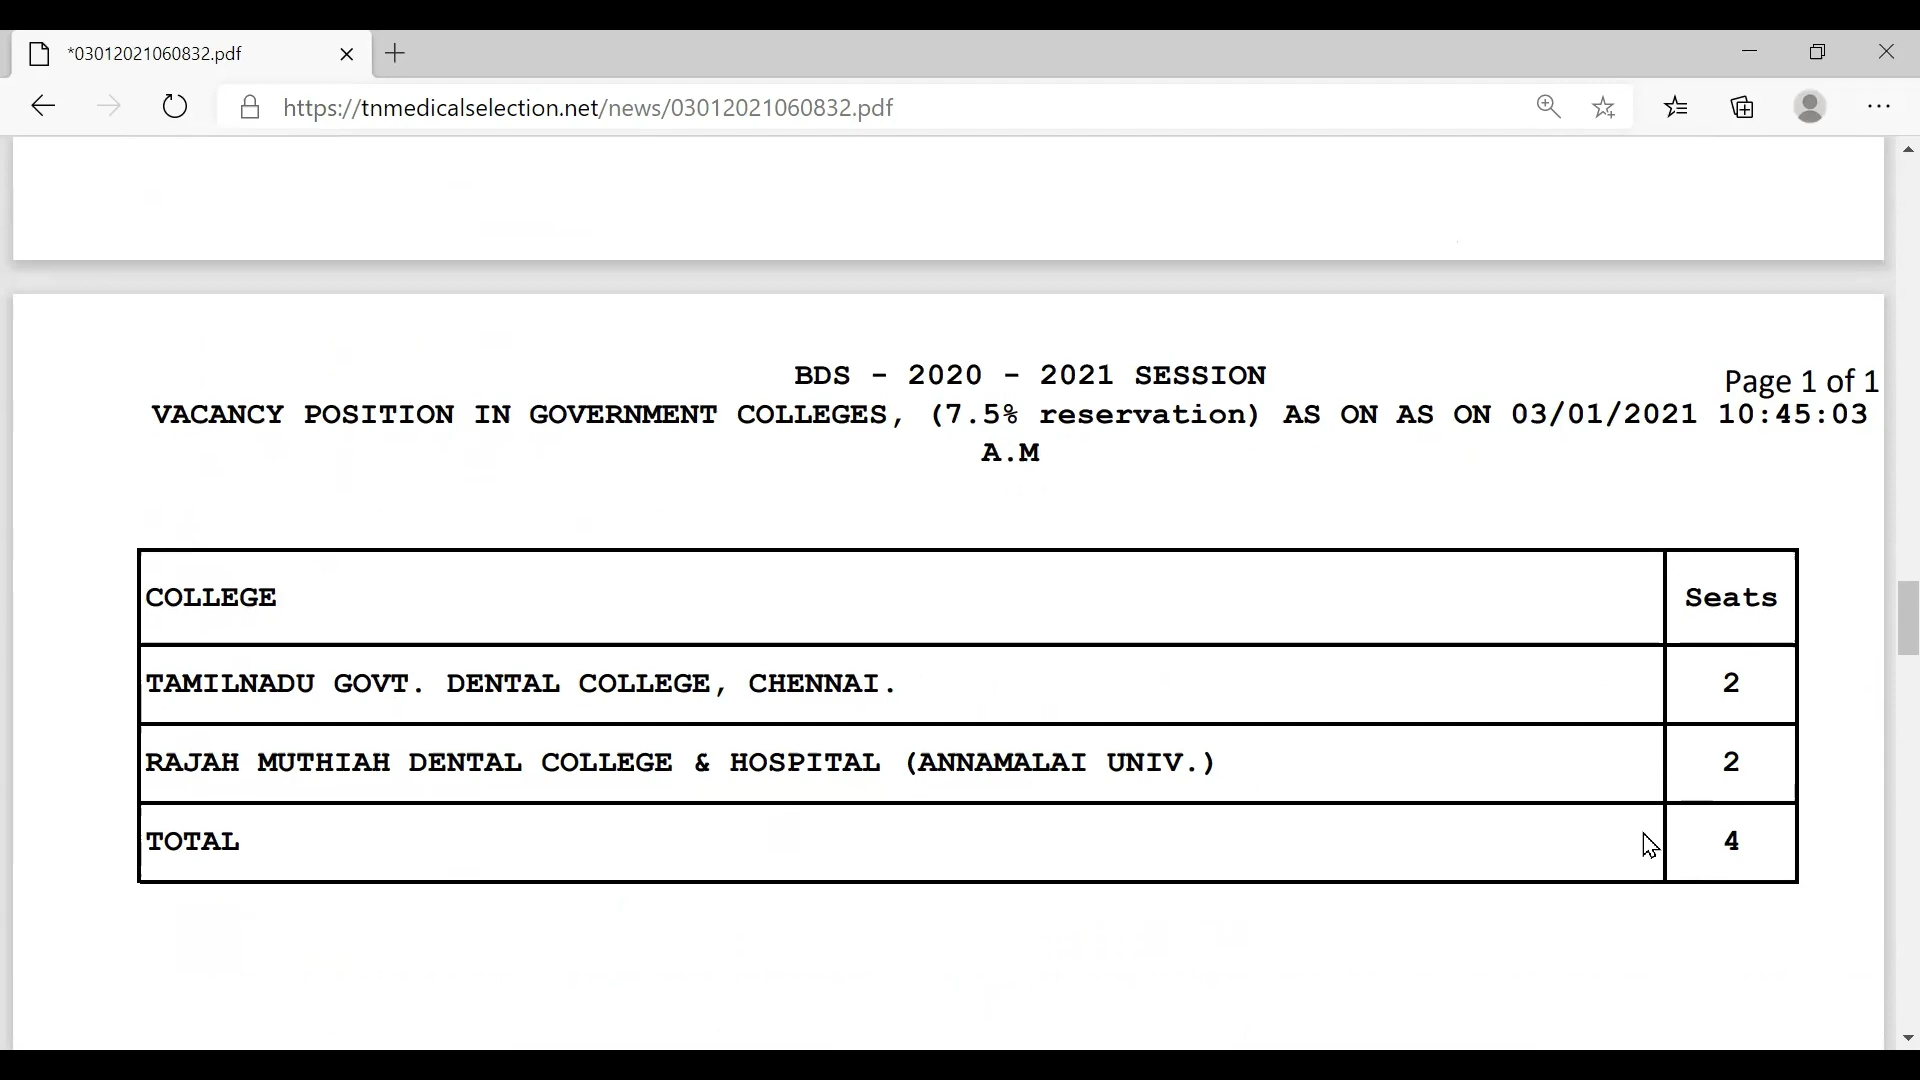 *03012021060832.pdf
https://tnmedicalselection.net/news/03012021060832.pdf
BDS - 2020 - 2021 SESSION
Page 1 of 1
VACANCY POSITION IN GOVERNMENT COLLEGES, (7.5% reservation) AS ON AS ON 03/01/2021 10:45:03
A.M
COLLEGE Seats
TAMILNADU GOVT. DENTAL COLLEGE, CHENNAI. 2
RAJAH MUTHIAH DENTAL COLLEGE & HOSPITAL (ANNAMALAI UNIV.) 2
TOTAL 4